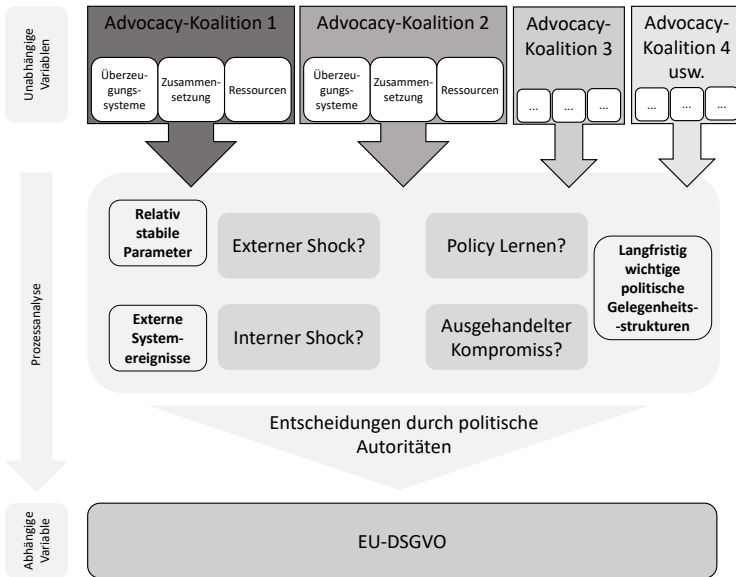 Unabhängige
Variablen
Advocacy-Koalition 1
Überzeu-
gungs-
systeme
Zusammen-
setzung
Ressourcen
Advocacy-Koalition 2
Überzeu-
gungs-
systeme
Zusammen-
setzung
Ressourcen
Advocacy-
Koalition 3
...
...
...
Advocacy-
Koalition 4
usw.
...
...
...
Prozessanalyse
Relativ
stabile
Parameter
Externer Shock?
Policy Lernen?
Langfristig
wichtige
politische
Gelegenheits-
-strukturen
Externe
System-
ereignisse
Interner Shock?
Ausgehandelter
Kompromiss?
Entscheidungen durch politische
Autoritäten
Abhängige
Variable
EU-DSGVO